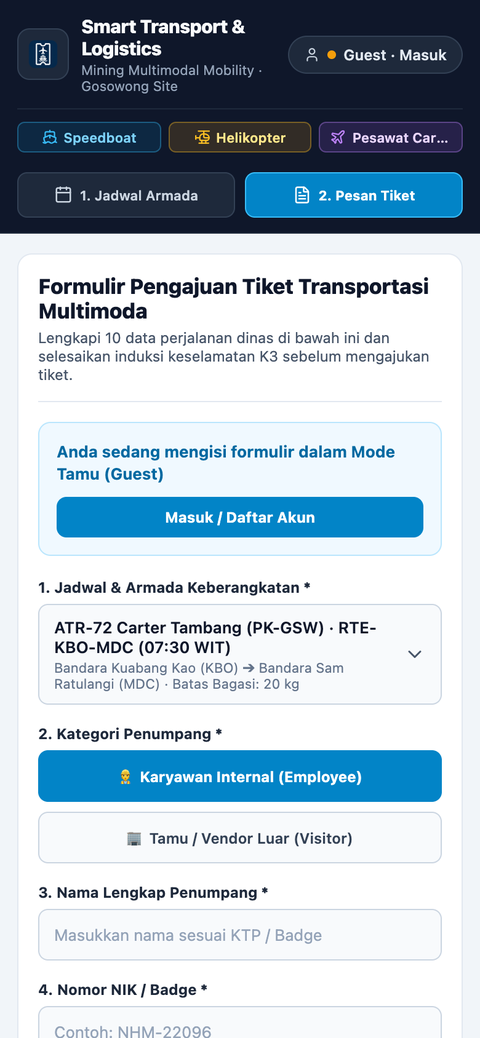 Smart Transport &
Logistics
Mining Multimodal Mobility ·
Gosowong Site
Guest · Masuk
Speedboat
Helikopter
Pesawat Car...
1. Jadwal Armada
2. Pesan Tiket
Formulir Pengajuan Tiket Transportasi
Multimoda
Lengkapi 10 data perjalanan dinas di bawah ini dan
selesaikan induksi keselamatan K3 sebelum mengajukan
tiket.
Anda sedang mengisi formulir dalam Mode
Tamu (Guest)
Masuk / Daftar Akun
1. Jadwal & Armada Keberangkatan *
ATR-72 Carter Tambang (PK-GSW) · RTE-
KBO-MDC (07:30 WIT)
Bandara Kuabang Kao (KBO) ➔ Bandara Sam
Ratulangi (MDC) · Batas Bagasi: 20 kg
2. Kategori Penumpang *
Karyawan Internal (Employee)
Tamu / Vendor Luar (Visitor)
3. Nama Lengkap Penumpang *
Masukkan nama sesuai KTP / Badge
4. Nomor NIK / Badge *
Contoh: NHM-22096